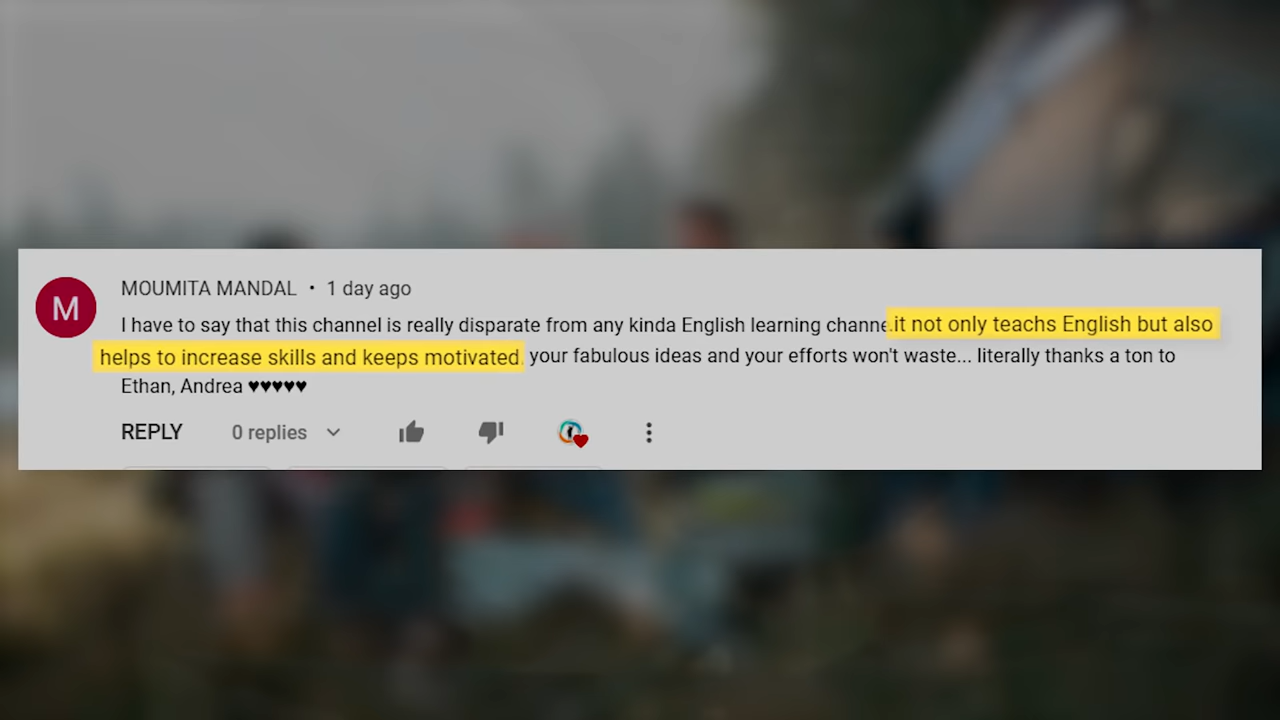 MOUMITA MANDAL • 1 day ago
I have to say that this channel is really disparate from any kinda English learning channe.it not only teachs English but also
helps to increase skills and keeps motivated. your fabulous ideas and your efforts won't waste... literally thanks a ton to
Ethan, Andrea ♥♥♥♥♥
M
REPLY 0 replies